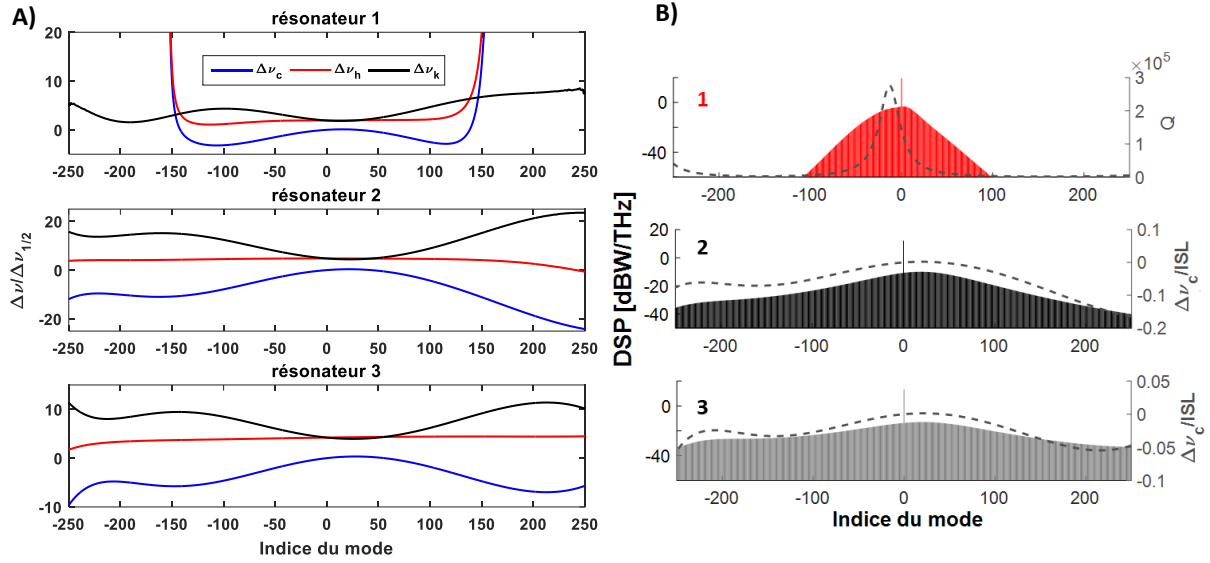 A)
résonateur 1
Δν_c Δν_h Δν_k
20
10
0
-250 -200 -150 -100 -50 0 50 100 150 200 250
résonateur 2
Δν/Δν_1/2
20
0
-20
-250 -200 -150 -100 -50 0 50 100 150 200 250
résonateur 3
10
0
-10
-250 -200 -150 -100 -50 0 50 100 150 200 250
Indice du mode
B)
×10^5
1
0
-40
3
2
1
0
Q
-200 -100 0 100 200
DSP [dBW/THz]
2
20
0
-20
-40
0.1
0
-0.1
-0.2
Δν_c/ISL
-200 -100 0 100 200
3
0
-40
0.05
0
-0.05
-0.1
Δν_c/ISL
-200 -100 0 100 200
Indice du mode